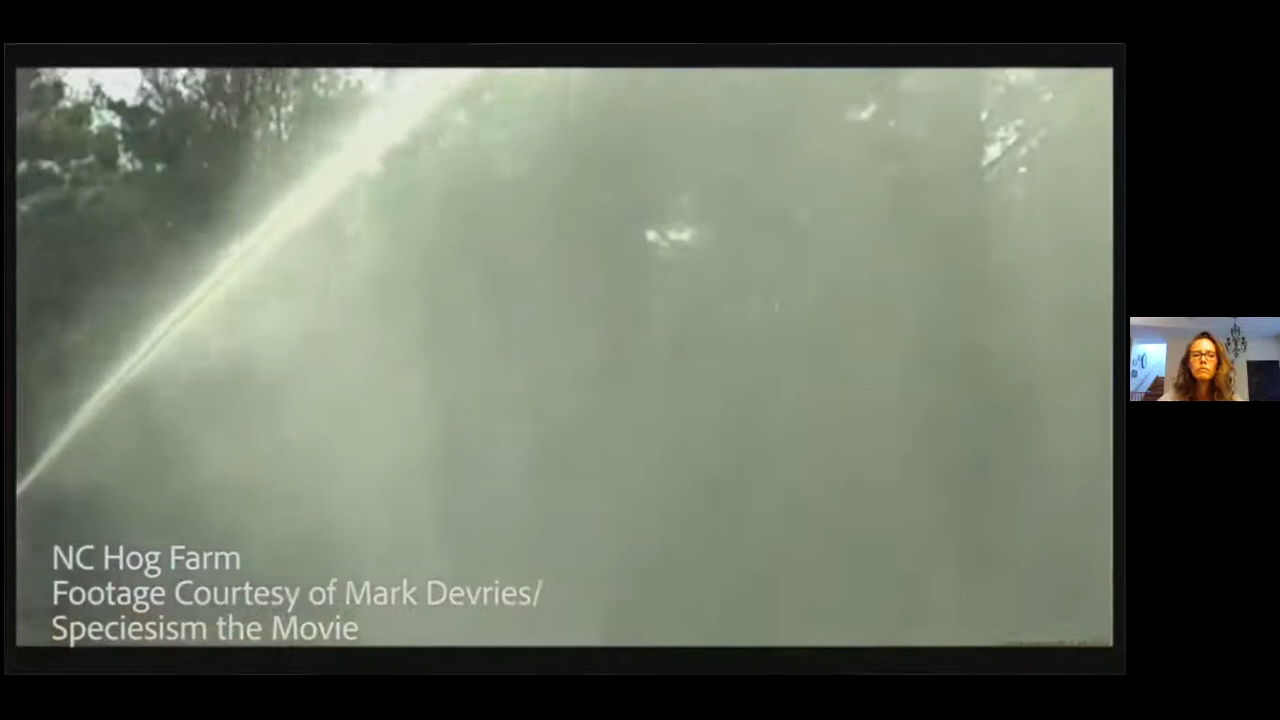 NC Hog Farm
Footage Courtesy of Mark Devries/
Speciesism the Movie